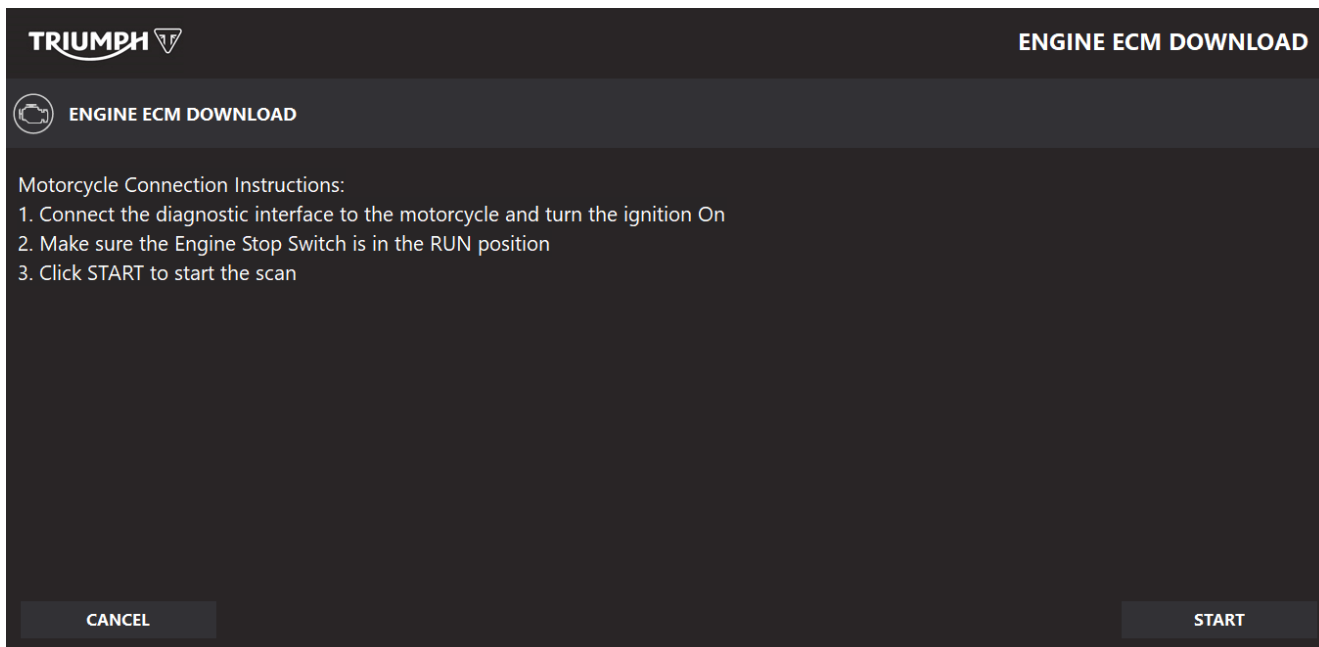 TRIUMPH
ENGINE ECM DOWNLOAD
ENGINE ECM DOWNLOAD
Motorcycle Connection Instructions:
1. Connect the diagnostic interface to the motorcycle and turn the ignition On
2. Make sure the Engine Stop Switch is in the RUN position
3. Click START to start the scan
CANCEL
START